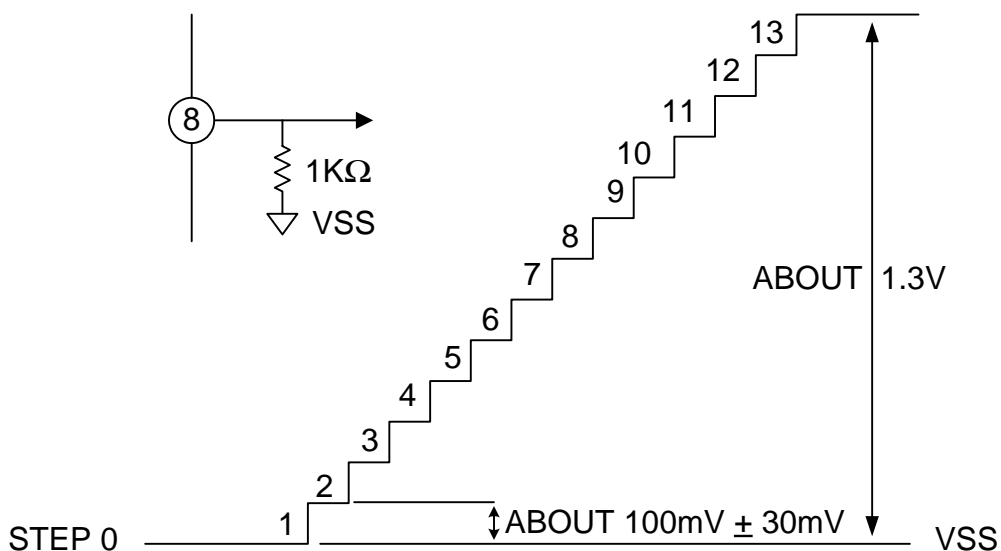 13
12
11
8
10
1KΩ
9
VSS
8
7
ABOUT 1.3V
6
5
4
3
2
1
ABOUT 100mV ± 30mV
STEP 0
VSS